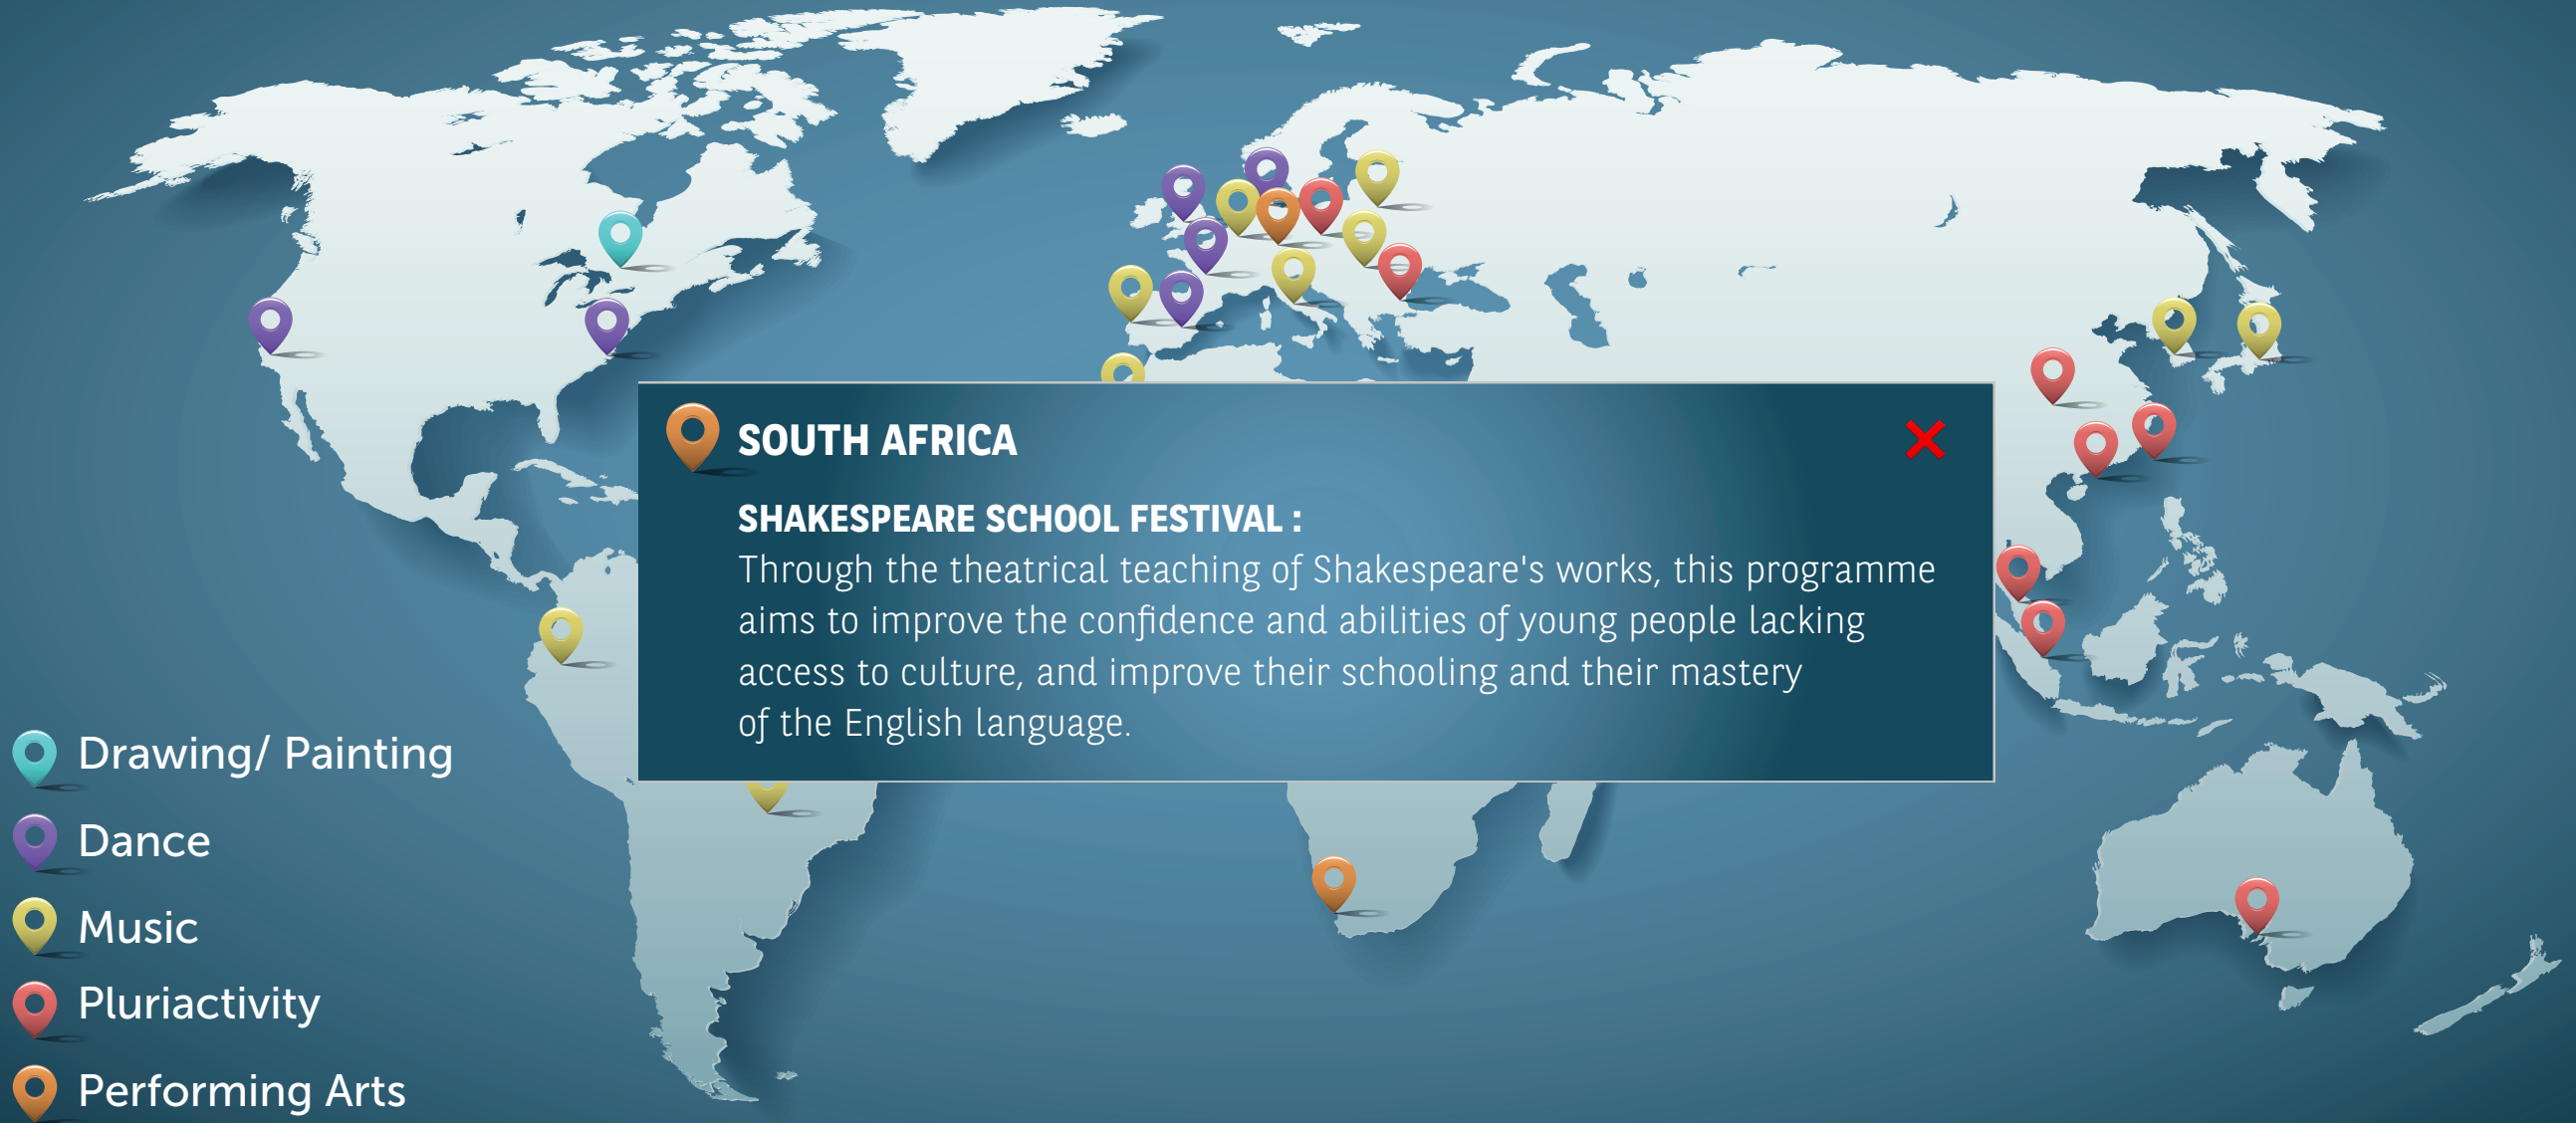 SOUTH AFRICA
SHAKESPEARE SCHOOL FESTIVAL :
Through the theatrical teaching of Shakespeare's works, this programme
aims to improve the confidence and abilities of young people lacking
access to culture, and improve their schooling and their mastery
of the English language.
Drawing/ Painting
Dance
Music
Pluriactivity
Performing Arts